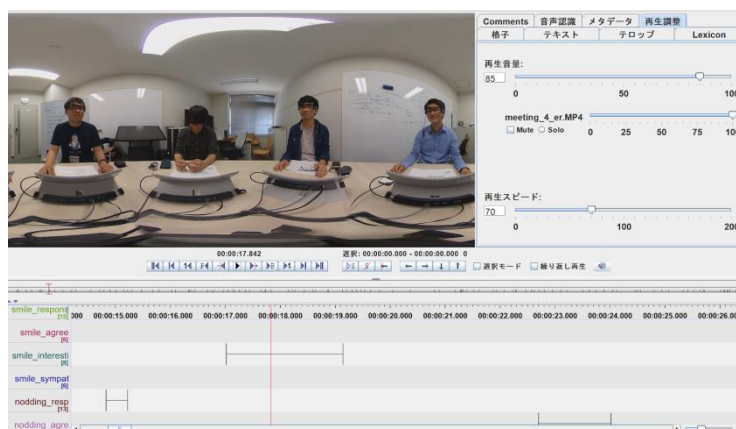 Comments 音声認識 メタデータ 再生調整
格子 テキスト テロップ Lexicon
再生音量:
85
0 50 100
meeting_4_er.MP4
Mute Solo 0 25 50 75 100
再生スピード:
70
0 100 200
00:00:17.842 選択: 00:00:00.000 - 00:00:00.000 0
選択モード 繰り返し再生
smile_respons
[15]
000 00:00:15.000 00:00:16.000 00:00:17.000 00:00:18.000 00:00:19.000 00:00:20.000 00:00:21.000 00:00:22.000 00:00:23.000 00:00:24.000 00:00:25.000 00:00:26.00
smile_agree
[6]
smile_interesti
[8]
smile_sympat
[6]
nodding_resp
[13]
nodding_agre